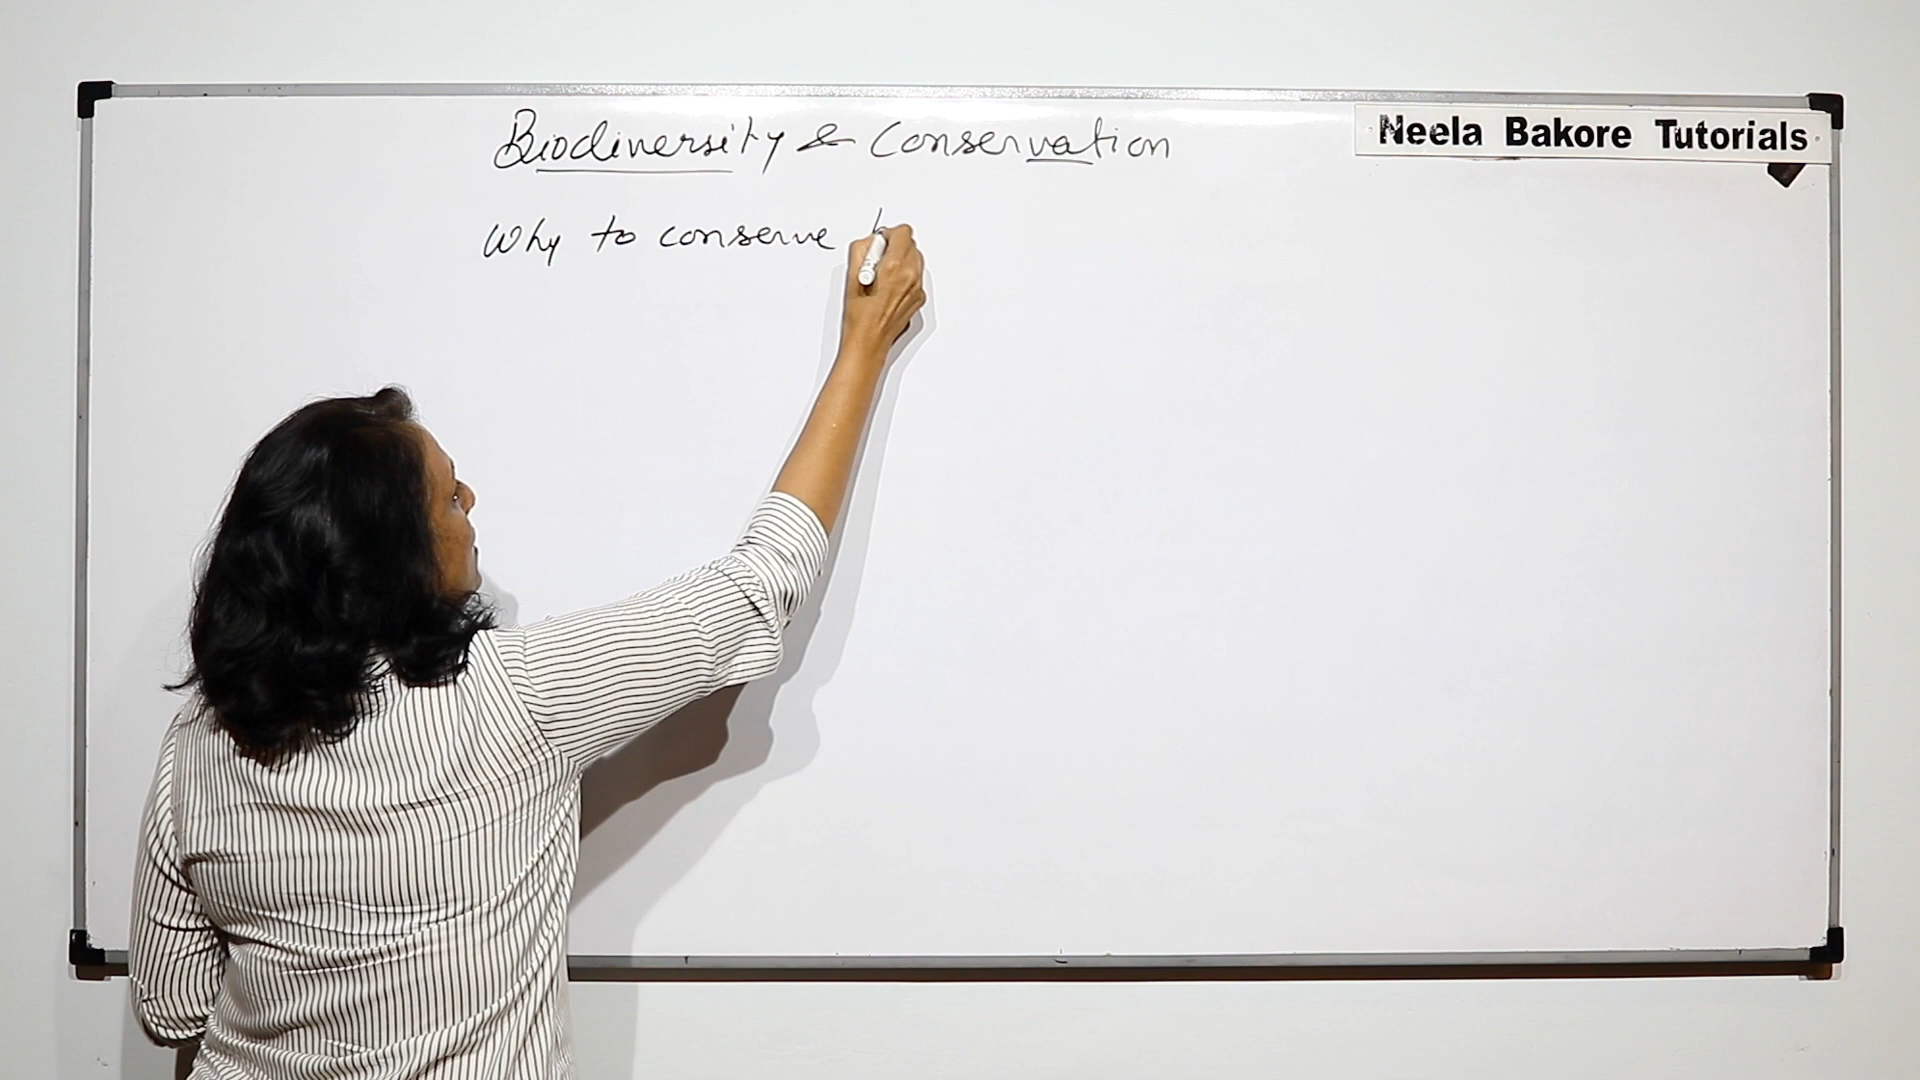 Biodiversity & Conservation
Neela Bakore Tutorials
Why to conserve b